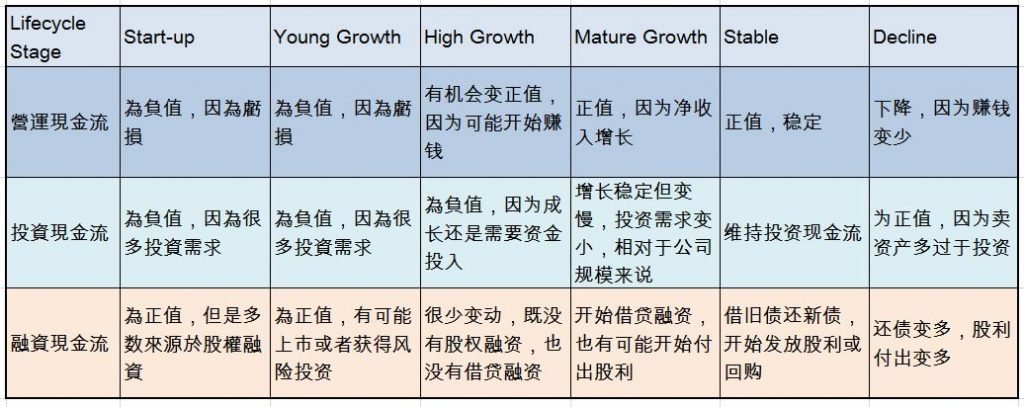 Lifecycle
Stage
Start-up
Young Growth
High Growth
Mature Growth
Stable
Decline
營運現金流
為負值，因為虧
損
為負值，因為虧
損
有机会变正值，
因为可能开始赚
钱
正值，因为净收
入增长
正值，稳定
下降，因为赚钱
变少
投資現金流
為負值，因為很
多投資需求
為負值，因為很
多投資需求
為負值，因为成
长还是需要资金
投入
增长稳定但变
慢，投资需求变
小，相对于公司
规模来说
维持投资现金流
为正值，因为卖
资产多过于投资
融資現金流
為正值，但是多
数來源於股權融
資
為正值，有可能
上市或者获得风
险投资
很少变动，既没
有股权融资，也
没有借贷融资
开始借贷融资，
也有可能开始付
出股利
借旧债还新债，
开始发放股利或
回购
还债变多，股利
付出变多